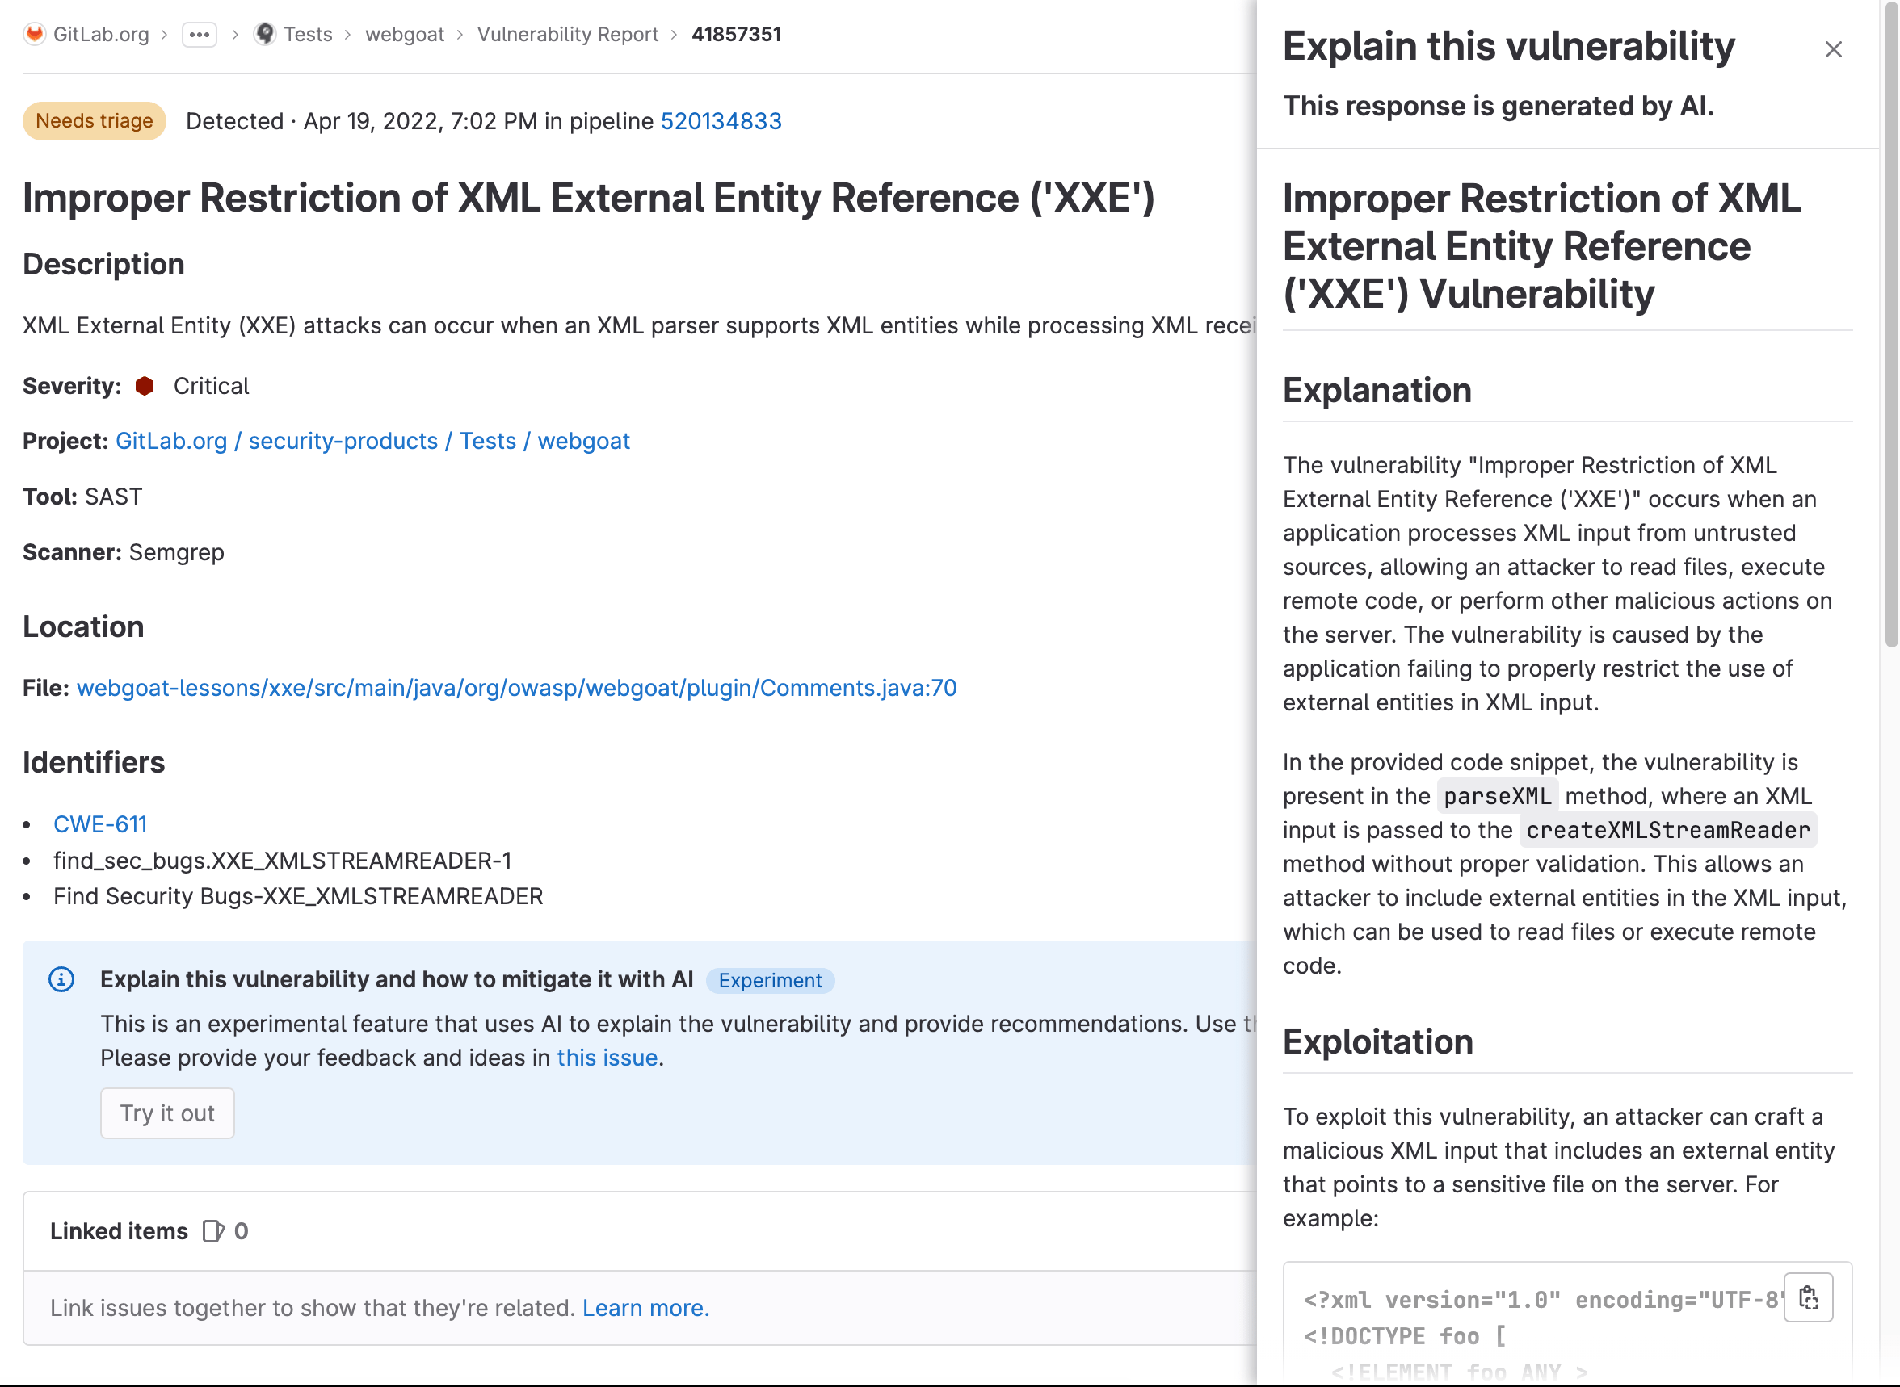 GitLab.org › ••• › Tests › webgoat › Vulnerability Report › 41857351
Needs triage Detected · Apr 19, 2022, 7:02 PM in pipeline 520134833
Improper Restriction of XML External Entity Reference ('XXE')
Description
XML External Entity (XXE) attacks can occur when an XML parser supports XML entities while processing XML
Severity: Critical
Project: GitLab.org / security-products / Tests / webgoat
Tool: SAST
Scanner: Semgrep
Location
File: webgoat-lessons/xxe/src/main/java/org/owasp/webgoat/plugin/Comments.java:70
Identifiers
• CWE-611
• find_sec_bugs.XXE_XMLSTREAMREADER-1
• Find Security Bugs-XXE_XMLSTREAMREADER
Explain this vulnerability and how to mitigate it with AI Experiment
This is an experimental feature that uses AI to explain the vulnerability and provide recommendations. Use
Please provide your feedback and ideas in this issue.
Try it out
Linked items 0
Link issues together to show that they're related. Learn more.
Explain this vulnerability
This response is generated by AI.
Improper Restriction of XML
External Entity Reference
('XXE') Vulnerability
Explanation
The vulnerability "Improper Restriction of XML
External Entity Reference ('XXE')" occurs when an
application processes XML input from untrusted
sources, allowing an attacker to read files, execute
remote code, or perform other malicious actions on
the server. The vulnerability is caused by the
application failing to properly restrict the use of
external entities in XML input.
In the provided code snippet, the vulnerability is
present in the parseXML method, where an XML
input is passed to the createXMLStreamReader
method without proper validation. This allows an
attacker to include external entities in the XML input,
which can be used to read files or execute remote
code.
Exploitation
To exploit this vulnerability, an attacker can craft a
malicious XML input that includes an external entity
that points to a sensitive file on the server. For
example:
<?xml version="1.0" encoding="UTF-8"
<!DOCTYPE foo [
<!ELEMENT foo ANY >